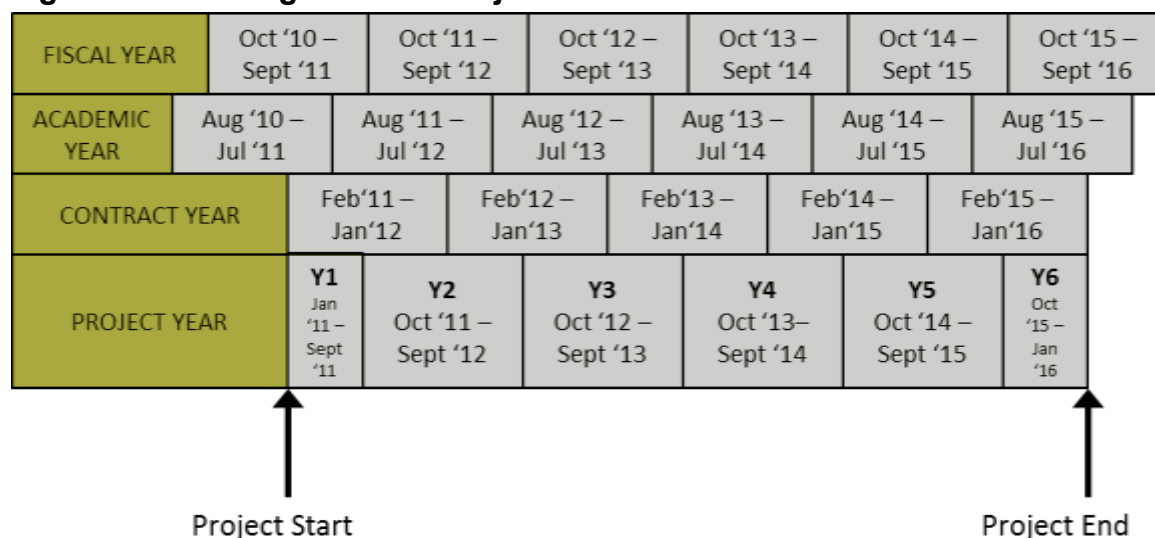 FISCAL YEAR
Oct ‘10 –
Sept ‘11
Oct ‘11 –
Sept ‘12
Oct ‘12 –
Sept ‘13
Oct ‘13 –
Sept ‘14
Oct ‘14 –
Sept ‘15
Oct ‘15 –
Sept ‘16
ACADEMIC
YEAR
Aug ‘10 –
Jul ‘11
Aug ‘11 –
Jul ‘12
Aug ‘12 –
Jul ‘13
Aug ‘13 –
Jul ‘14
Aug ‘14 –
Jul ‘15
Aug ‘15 –
Jul ‘16
CONTRACT YEAR
Feb‘11 –
Jan‘12
Feb‘12 –
Jan‘13
Feb‘13 –
Jan‘14
Feb‘14 –
Jan‘15
Feb‘15 –
Jan‘16
PROJECT YEAR
Y1
Jan
‘11 –
Sept
‘11
Y2
Oct ‘11 –
Sept ‘12
Y3
Oct ‘12 –
Sept ‘13
Y4
Oct ‘13–
Sept ‘14
Y5
Oct ‘14 –
Sept ‘15
Y6
Oct
‘15 –
Jan
‘16
Project Start
Project End